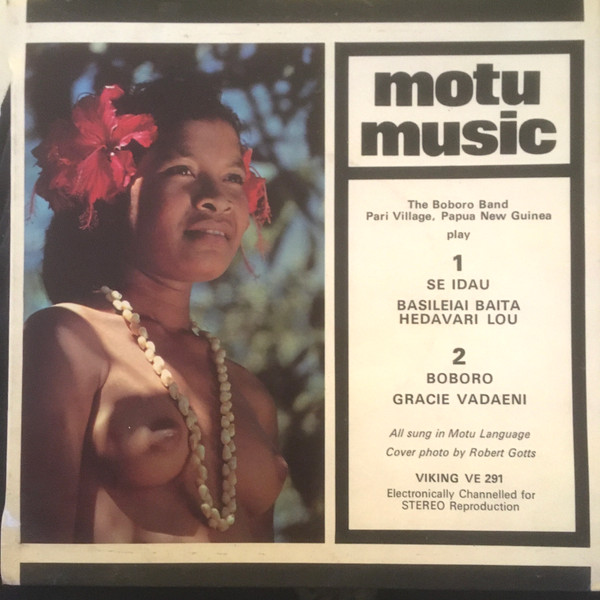 motu
music
The Boboro Band
Pari Village, Papua New Guinea
play
1
SE IDAU
BASILEIAI BAITA
HEDAVARI LOU
2
BOBORO
GRACIE VADAENI
All sung in Motu Language
Cover photo by Robert Gotts
VIKING VE 291
Electronically Channelled for
STEREO Reproduction